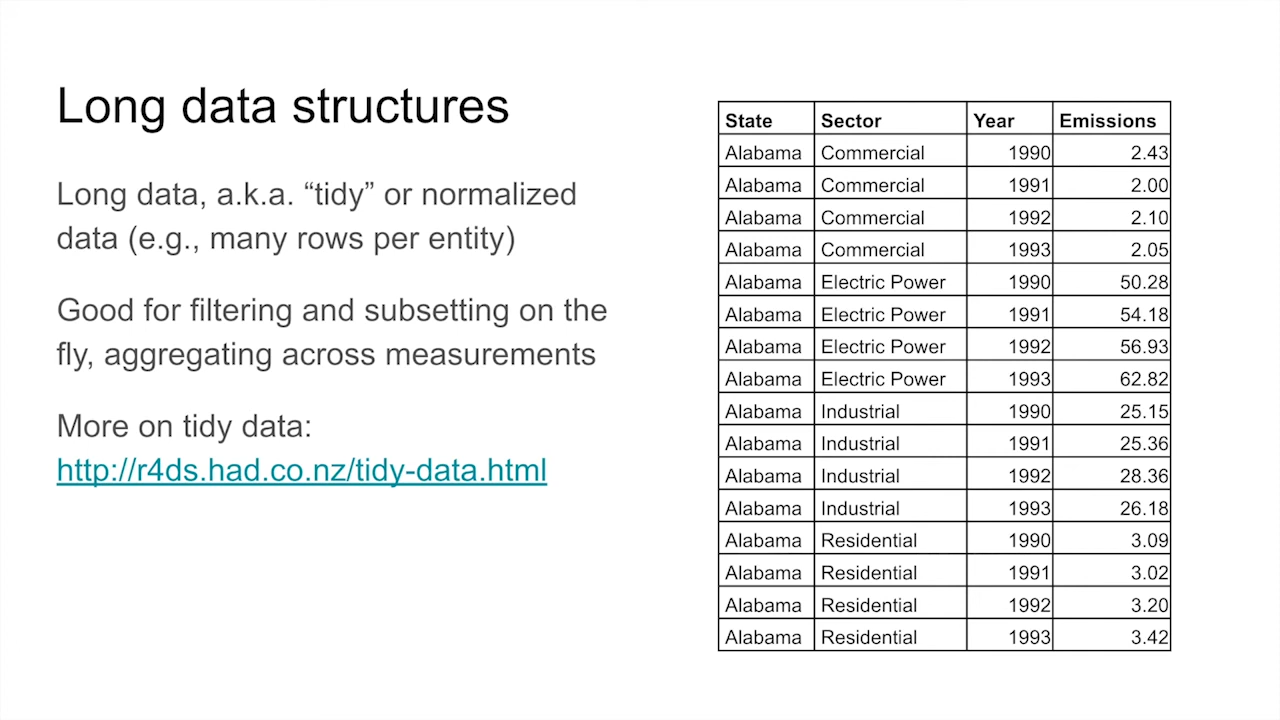 Long data structures
Long data, a.k.a. “tidy” or normalized
data (e.g., many rows per entity)
Good for filtering and subsetting on the
fly, aggregating across measurements
More on tidy data:
http://r4ds.had.co.nz/tidy-data.html
State Sector Year Emissions
Alabama Commercial 1990 2.43
Alabama Commercial 1991 2.00
Alabama Commercial 1992 2.10
Alabama Commercial 1993 2.05
Alabama Electric Power 1990 50.28
Alabama Electric Power 1991 54.18
Alabama Electric Power 1992 56.93
Alabama Electric Power 1993 62.82
Alabama Industrial 1990 25.15
Alabama Industrial 1991 25.36
Alabama Industrial 1992 28.36
Alabama Industrial 1993 26.18
Alabama Residential 1990 3.09
Alabama Residential 1991 3.02
Alabama Residential 1992 3.20
Alabama Residential 1993 3.42